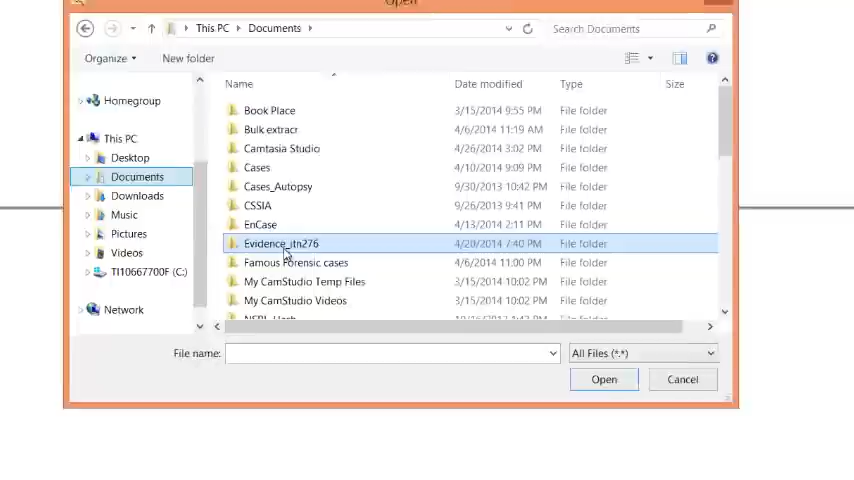 Open
This PC Documents
Search Documents
Organize New folder
Name Date modified Type Size
Homegroup
This PC
Desktop
Documents
Downloads
Music
Pictures
Videos
TI10667700F (C:)
Network
Book Place 3/15/2014 9:55 PM File folder
Bulk extracr 4/6/2014 11:19 AM File folder
Camtasia Studio 4/26/2014 3:02 PM File folder
Cases 4/10/2014 9:09 PM File folder
Cases_Autopsy 9/30/2013 10:42 PM File folder
CSSIA 9/26/2013 9:41 PM File folder
EnCase 4/13/2014 2:11 PM File folder
Evidence_itn276 4/20/2014 7:40 PM File folder
Famous Forensic cases 4/6/2014 11:00 PM File folder
My CamStudio Temp Files 3/15/2014 10:02 PM File folder
My CamStudio Videos 3/15/2014 10:02 PM File folder
File folder
File name: All Files (*.*)
Open Cancel